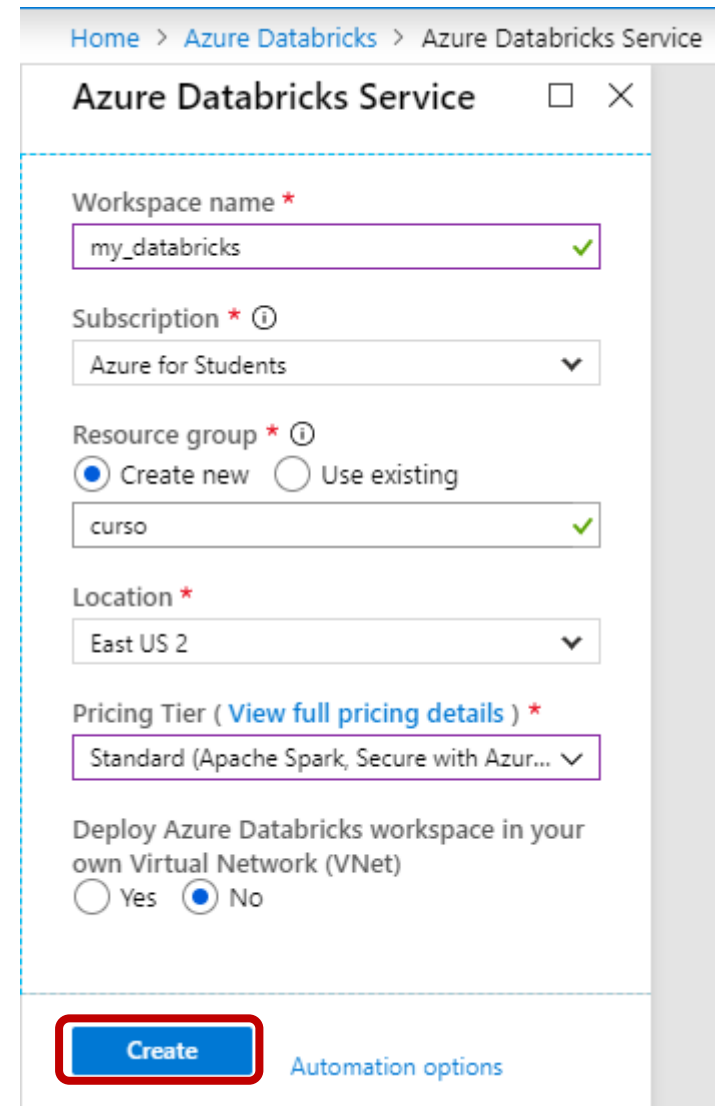 Home > Azure Databricks > Azure Databricks Service
Azure Databricks Service
Workspace name *
my_databricks
Subscription *
Azure for Students
Resource group *
Create new Use existing
curso
Location *
East US 2
Pricing Tier ( View full pricing details ) *
Standard (Apache Spark, Secure with Azur...
Deploy Azure Databricks workspace in your
own Virtual Network (VNet)
Yes No
Create
Automation options